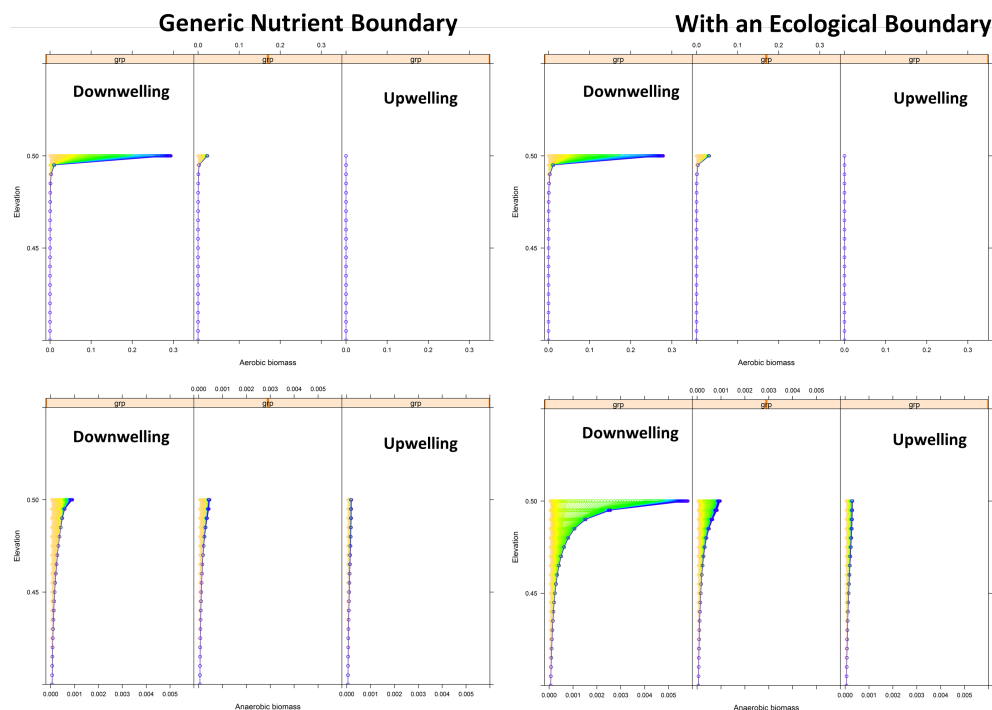 Generic Nutrient Boundary
With an Ecological Boundary
0.0 0.1 0.2 0.3
grp grp grp
Downwelling
Upwelling
0.50
0.45
Elevation
0.0 0.1 0.2 0.3 0.0 0.1 0.2 0.3
Aerobic biomass
0.0 0.1 0.2 0.3
grp grp grp
Downwelling
Upwelling
0.50
0.45
Elevation
0.0 0.1 0.2 0.3 0.0 0.1 0.2 0.3
Aerobic biomass
0.000 0.001 0.002 0.003 0.004 0.005
grp grp grp
Downwelling
Upwelling
0.50
0.45
Elevation
0.000 0.001 0.002 0.003 0.004 0.005 0.000 0.001 0.002 0.003 0.004 0.005
Anaerobic biomass
0.000 0.001 0.002 0.003 0.004 0.005
grp grp grp
Downwelling
Upwelling
0.50
0.45
Elevation
0.000 0.001 0.002 0.003 0.004 0.005 0.000 0.001 0.002 0.003 0.004 0.005
Anaerobic biomass